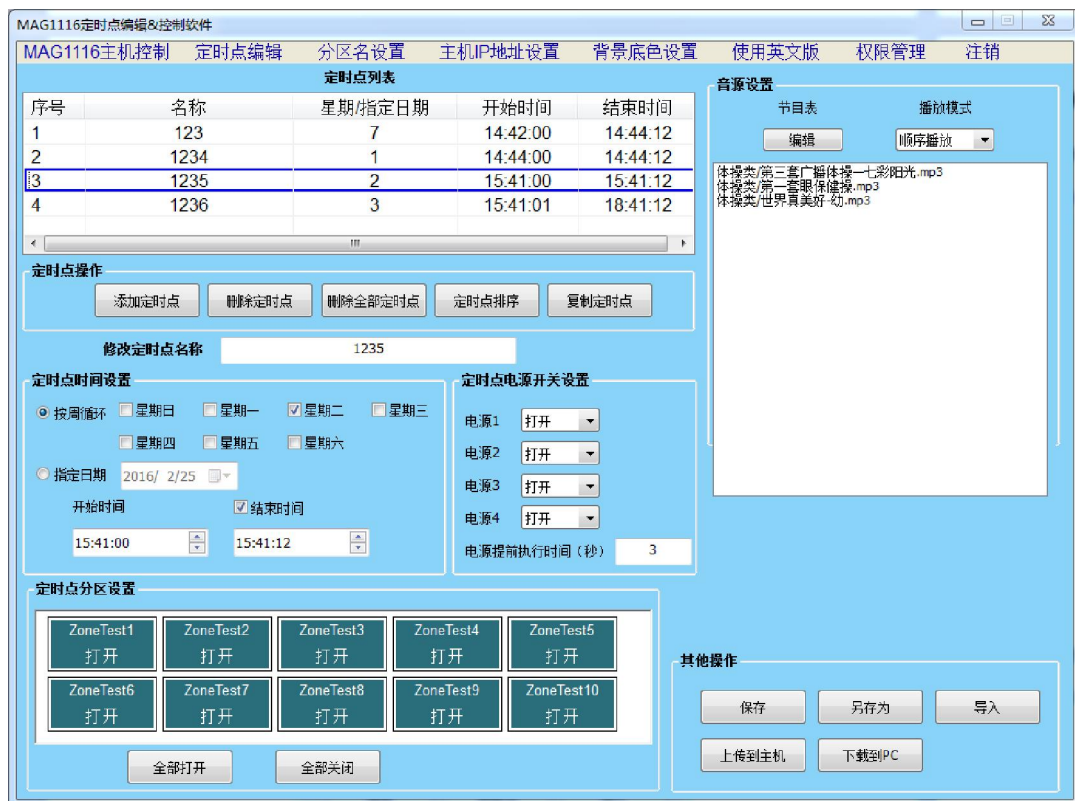 MAG1116定时点编辑&控制软件
MAG1116主机控制 定时点编辑 分区名设置 主机IP地址设置 背景底色设置 使用英文版 权限管理 注销
定时点列表
序号 名称 星期/指定日期 开始时间 结束时间
1 123 7 14:42:00 14:44:12
2 1234 1 14:44:00 14:44:12
3 1235 2 15:41:00 15:41:12
4 1236 3 15:41:01 18:41:12
定时点操作
添加定时点 删除定时点 删除全部定时点 定时点排序 复制定时点
修改定时点名称 1235
定时点时间设置
按周循环 星期日 星期一 星期二 星期三
星期四 星期五 星期六
指定日期 2016/ 2/25
开始时间 结束时间
15:41:00 15:41:12
定时点电源开关设置
电源1 打开
电源2 打开
电源3 打开
电源4 打开
电源提前执行时间（秒） 3
音源设置
节目表 播放模式
编辑 顺序播放
体操类/第三套广播体操—七彩阳光.mp3
体操类/第一套眼保健操.mp3
体操类/世界真美好-幼.mp3
定时点分区设置
ZoneTest1 ZoneTest2 ZoneTest3 ZoneTest4 ZoneTest5
打开 打开 打开 打开 打开
ZoneTest6 ZoneTest7 ZoneTest8 ZoneTest9 ZoneTest10
打开 打开 打开 打开 打开
全部打开 全部关闭
其他操作
保存 另存为 导入
上传到主机 下载到PC